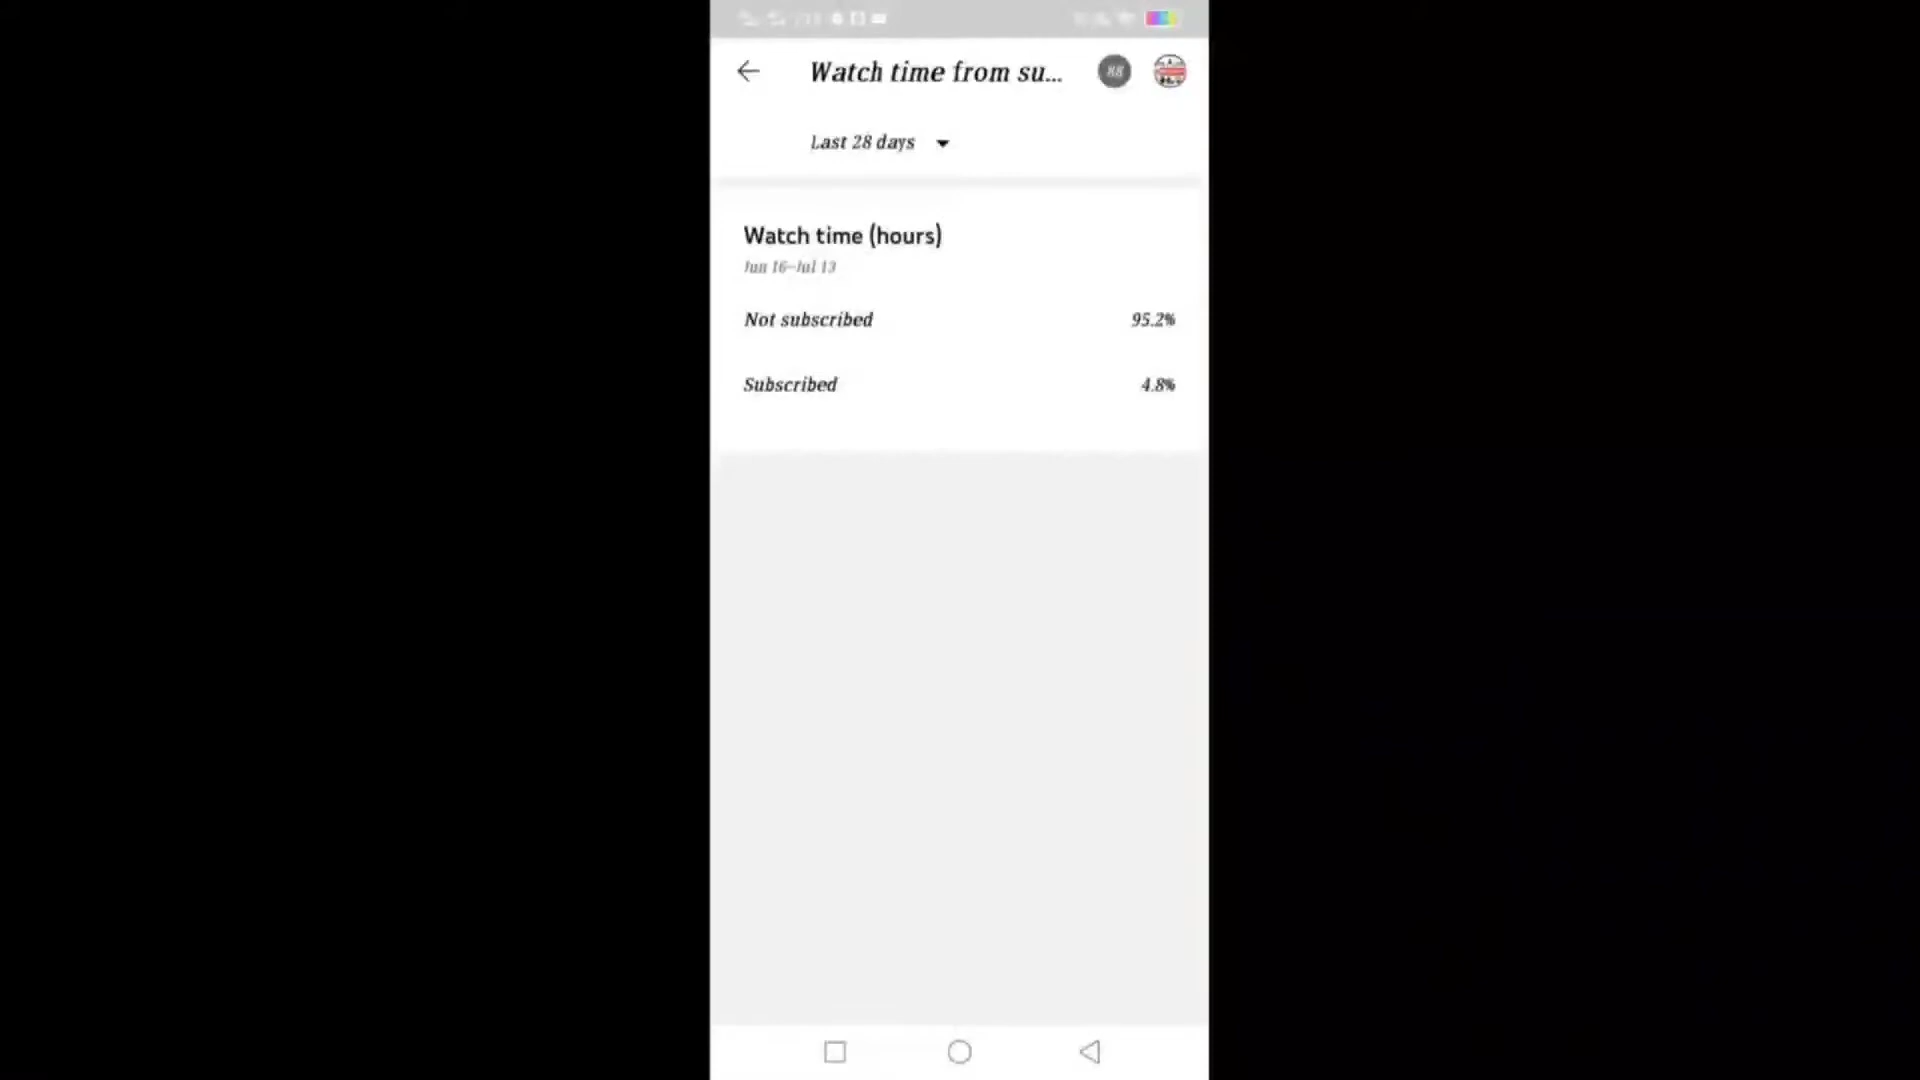 Watch time from su...
88
Last 28 days
Watch time (hours)
Jun 16–Jul 13
Not subscribed 95.2%
Subscribed 4.8%